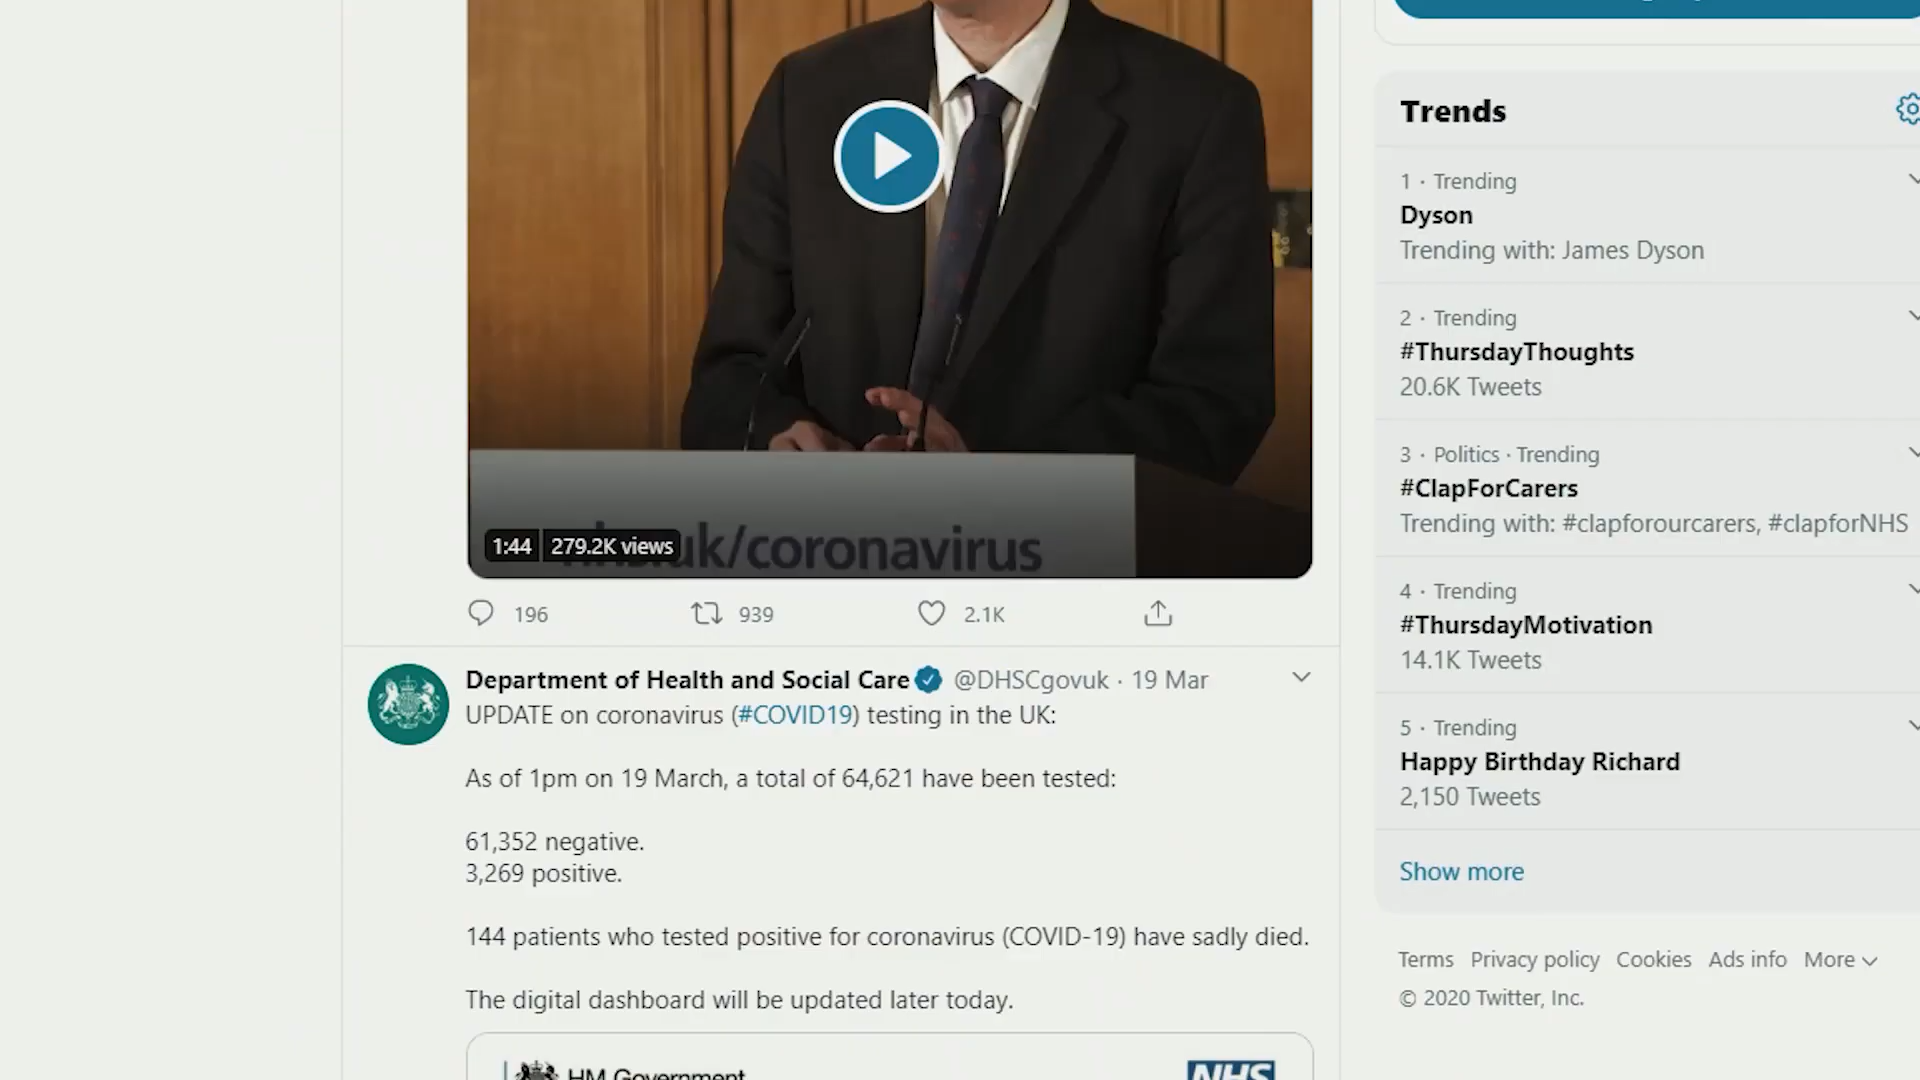 uk/coronavirus
1:44 279.2K views
196 939 2.1K
Department of Health and Social Care @DHSCgovuk · 19 Mar
UPDATE on coronavirus (#COVID19) testing in the UK:
As of 1pm on 19 March, a total of 64,621 have been tested:
61,352 negative.
3,269 positive.
144 patients who tested positive for coronavirus (COVID-19) have sadly died.
The digital dashboard will be updated later today.
HM Government
NHS
Trends
1 · Trending
Dyson
Trending with: James Dyson
2 · Trending
#ThursdayThoughts
20.6K Tweets
3 · Politics · Trending
#ClapForCarers
Trending with: #clapforourcarers, #clapforNHS
4 · Trending
#ThursdayMotivation
14.1K Tweets
5 · Trending
Happy Birthday Richard
2,150 Tweets
Show more
Terms Privacy policy Cookies Ads info More
© 2020 Twitter, Inc.